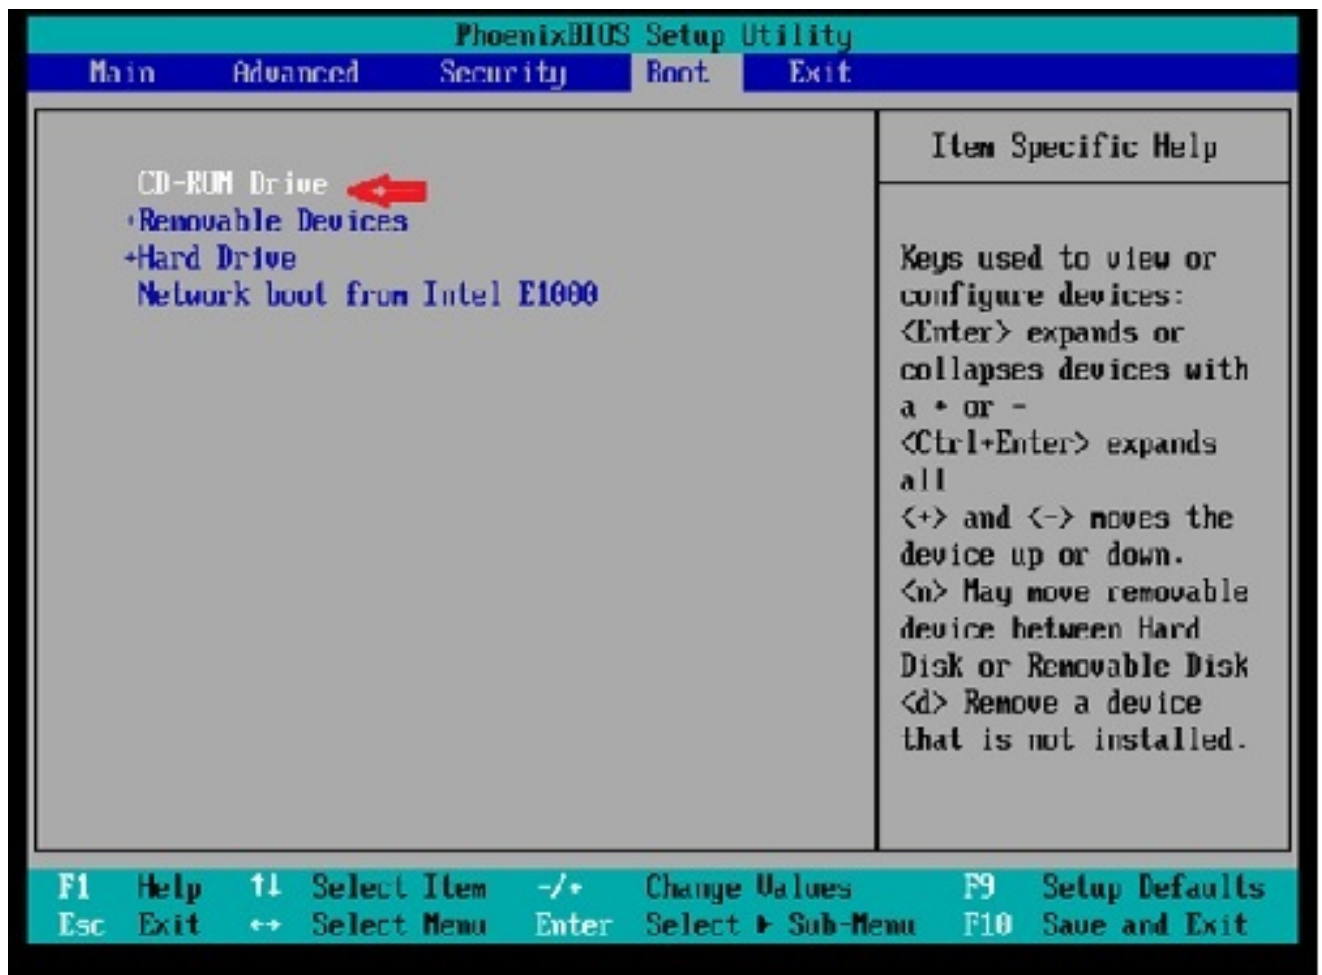 PhoenixBIOS Setup Utility
Main Advanced Security Boot Exit
CD-ROM Drive
+Removable Devices
+Hard Drive
Network boot from Intel E1000
Item Specific Help
Keys used to view or
configure devices:
<Enter> expands or
collapses devices with
a + or -
<Ctrl+Enter> expands
all
<+> and <-> moves the
device up or down.
<n> May move removable
device between Hard
Disk or Removable Disk
<d> Remove a device
that is not installed.
F1 Help ↑↓ Select Item -/+ Change Values F9 Setup Defaults
Esc Exit ↔ Select Menu Enter Select ▶ Sub-Menu F10 Save and Exit